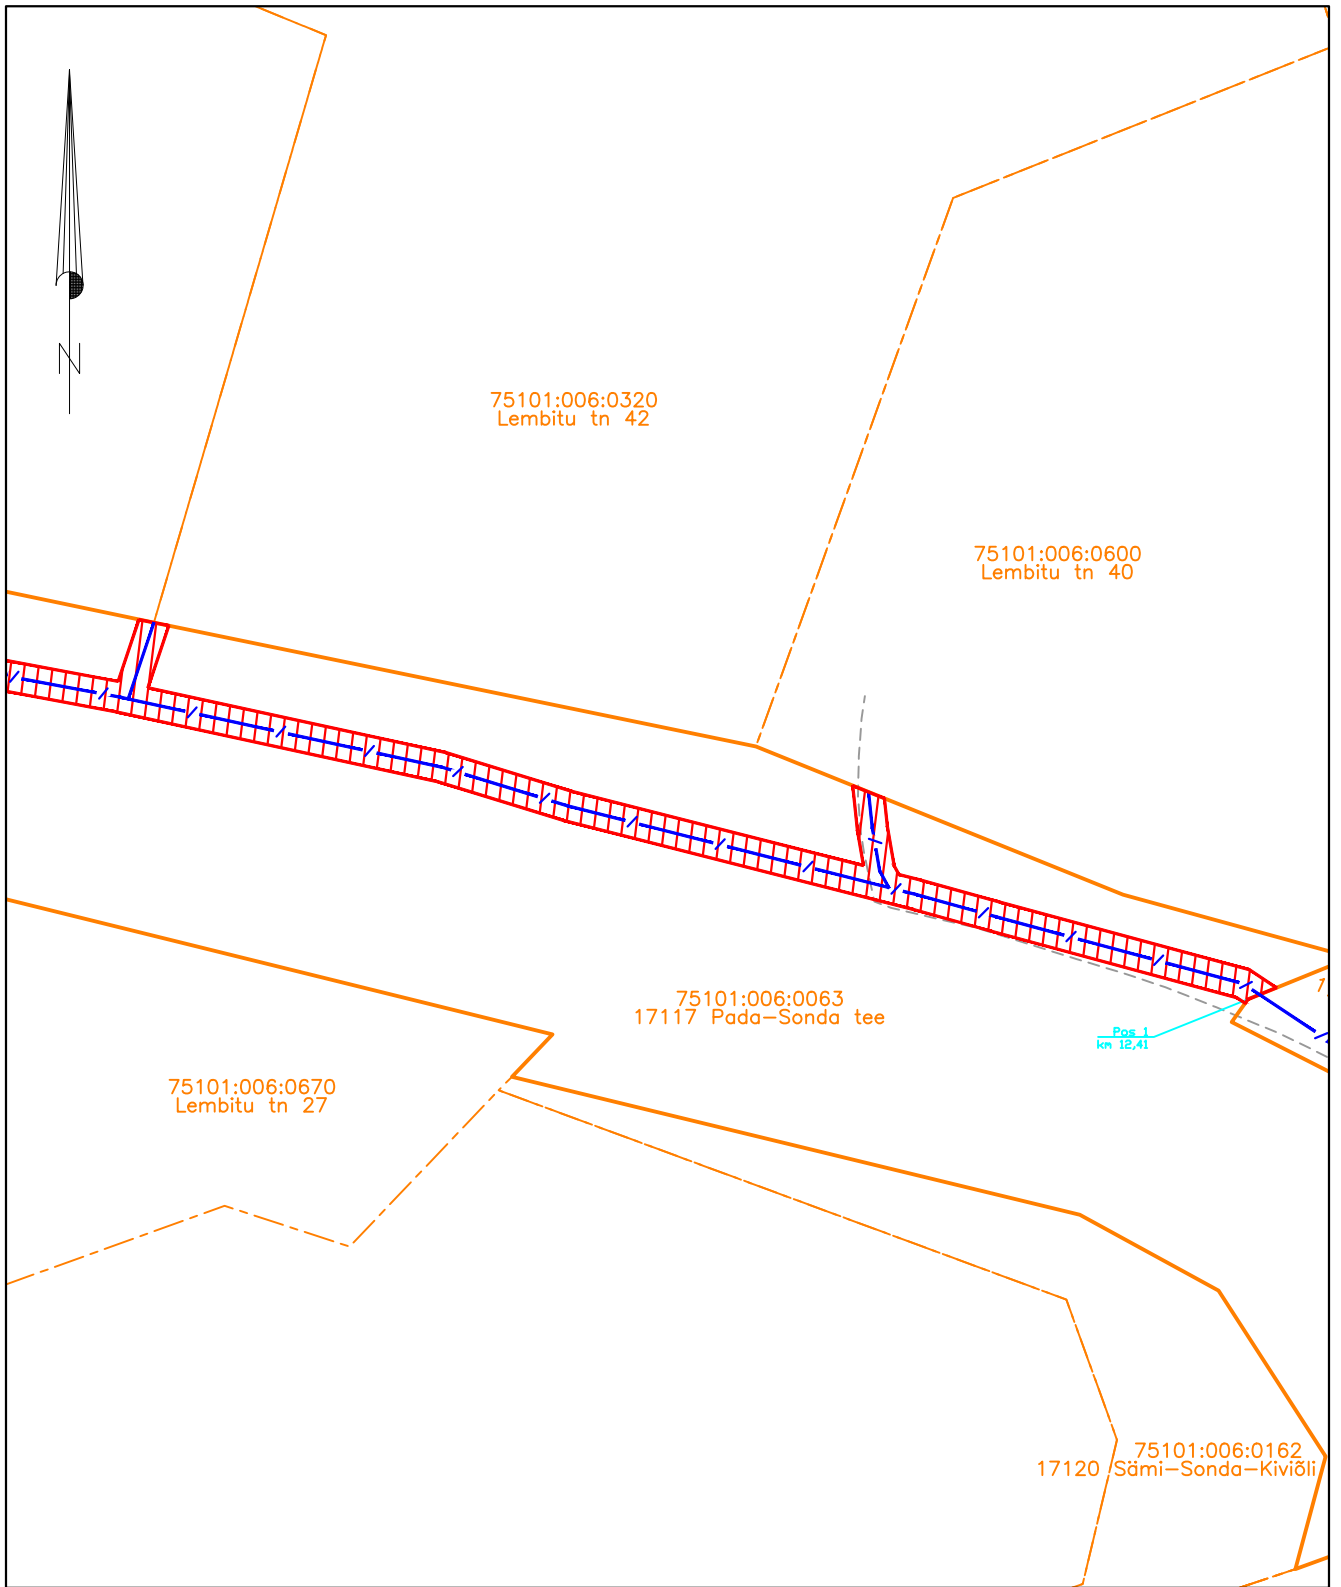 N
75101:006:0320
Lembitu tn 42
75101:006:0600
Lembitu tn 40
1
75101:006:0063
17117 Pada-Sonda tee
Pos 1
km 12,41
75101:006:0670
Lembitu tn 27
75101:006:0162
17120 Sämi-Sonda-Kiviõli